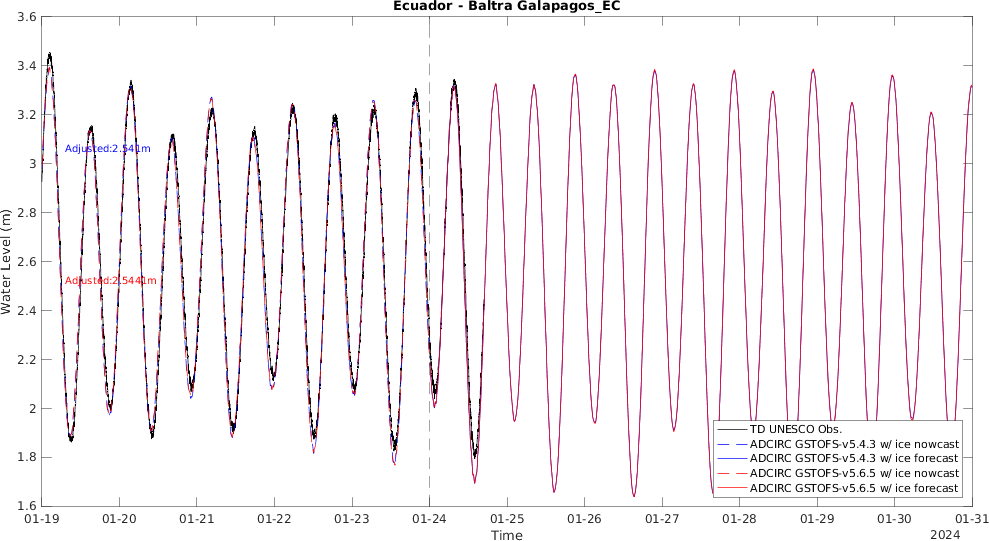 Ecuador - Baltra Galapagos_EC
3.6
3.4
3.2
3
2.8
2.6
2.4
2.2
2
1.8
1.6
Water Level (m)
Adjusted:2.541m
Adjusted:2.5441m
TD UNESCO Obs.
ADCIRC GSTOFS-v5.4.3 w/ ice nowcast
ADCIRC GSTOFS-v5.4.3 w/ ice forecast
ADCIRC GSTOFS-v5.6.5 w/ ice nowcast
ADCIRC GSTOFS-v5.6.5 w/ ice forecast
01-19 01-20 01-21 01-22 01-23 01-24 01-25 01-26 01-27 01-28 01-29 01-30 01-31
Time
2024